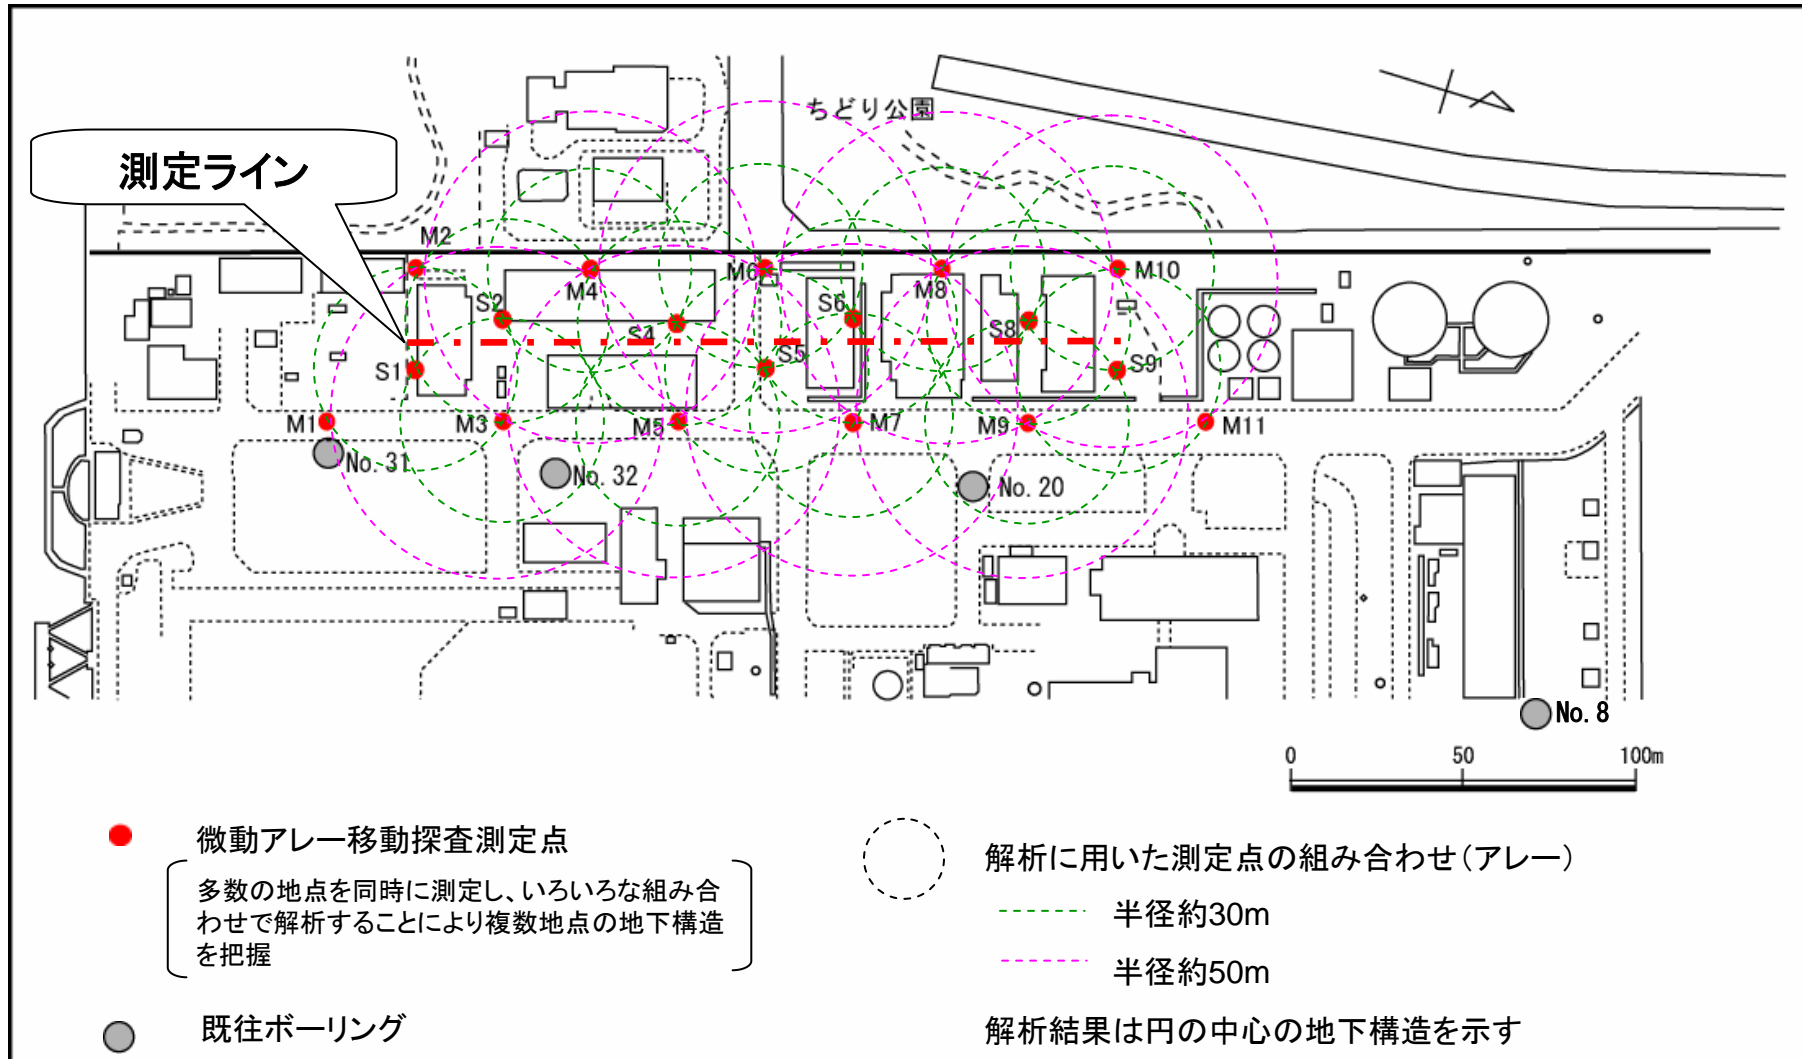 ちどり公園
測定ライン
M2
M4
M6
M8
M10
S2
S4
S6
S8
S1
S5
S9
M1
M3
M5
M7
M9
M11
No. 31
No. 32
No. 20
No. 8
0 50 100m
微動アレー移動探査測定点
多数の地点を同時に測定し、いろいろな組み合
わせで解析することにより複数地点の地下構造
を把握
既往ボーリング
解析に用いた測定点の組み合わせ(アレー)
半径約30m
半径約50m
解析結果は円の中心の地下構造を示す